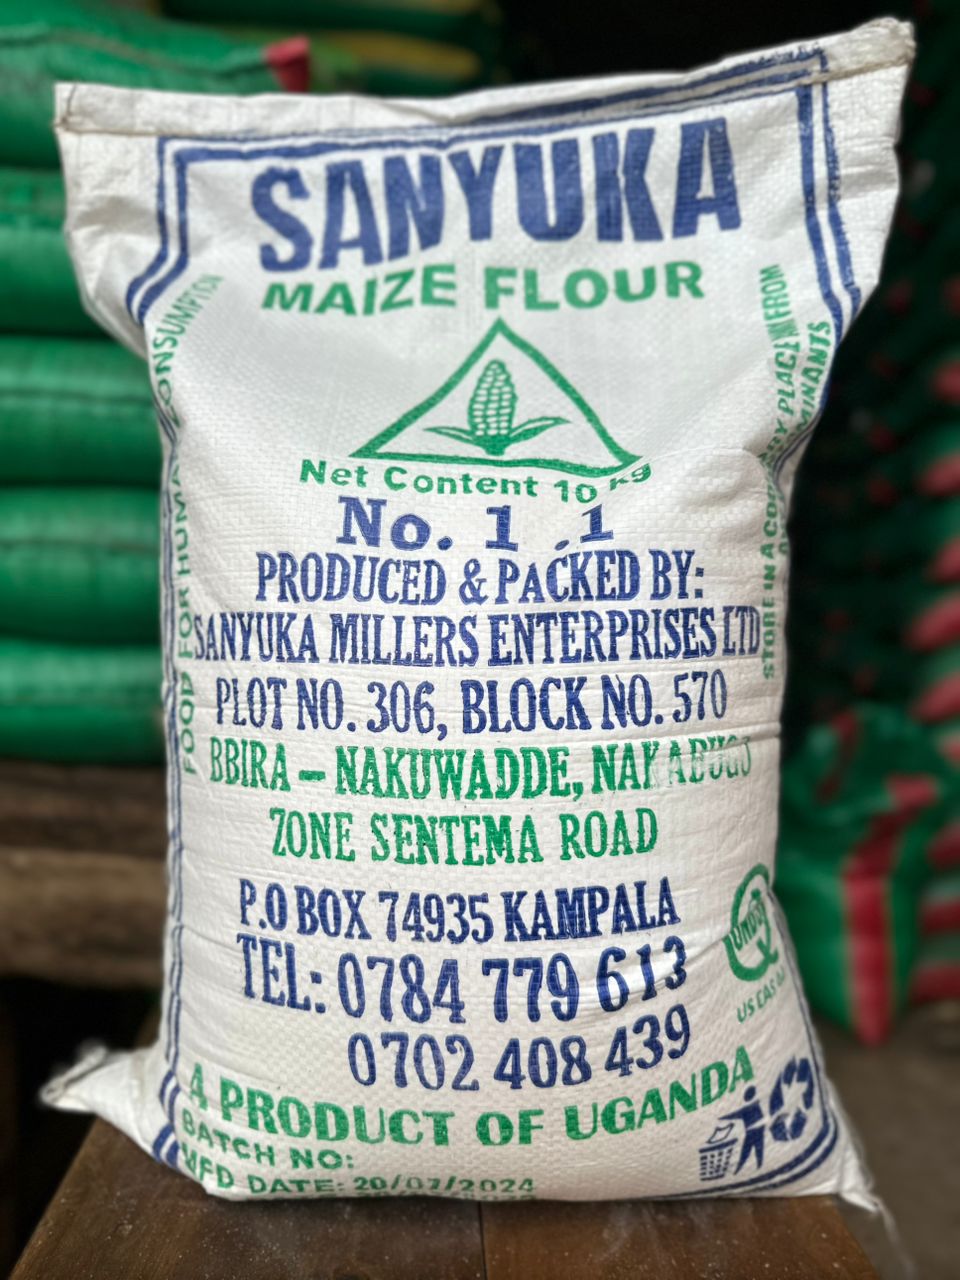 SANYUKA
MAIZE FLOUR
Net Content 10 kg
No. 1 .1
PRODUCED & PACKED BY:
SANYUKA MILLERS ENTERPRISES LTD
PLOT NO. 306, BLOCK NO. 570
BBIRA – NAKUWADDE, NAKABUGO
ZONE SENTEMA ROAD
P.O BOX 74935 KAMPALA
TEL: 0784 779 613
0702 408 439
A PRODUCT OF UGANDA
BATCH NO:
MFD DATE: 20/07/2024
FOOD FOR HUMAN CONSUMPTION
STORE IN A DRY PLACE FROM
US EAS